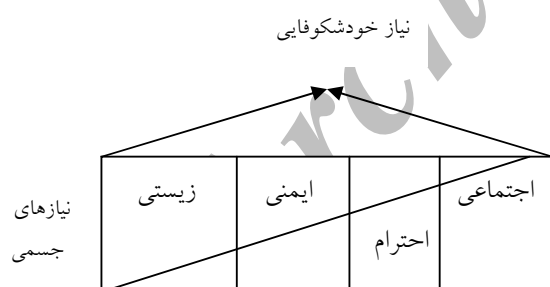 نیاز خودشکوفایی
اجتماعی
ایمنی
زیستی
نیازهای
جسمی
احترام